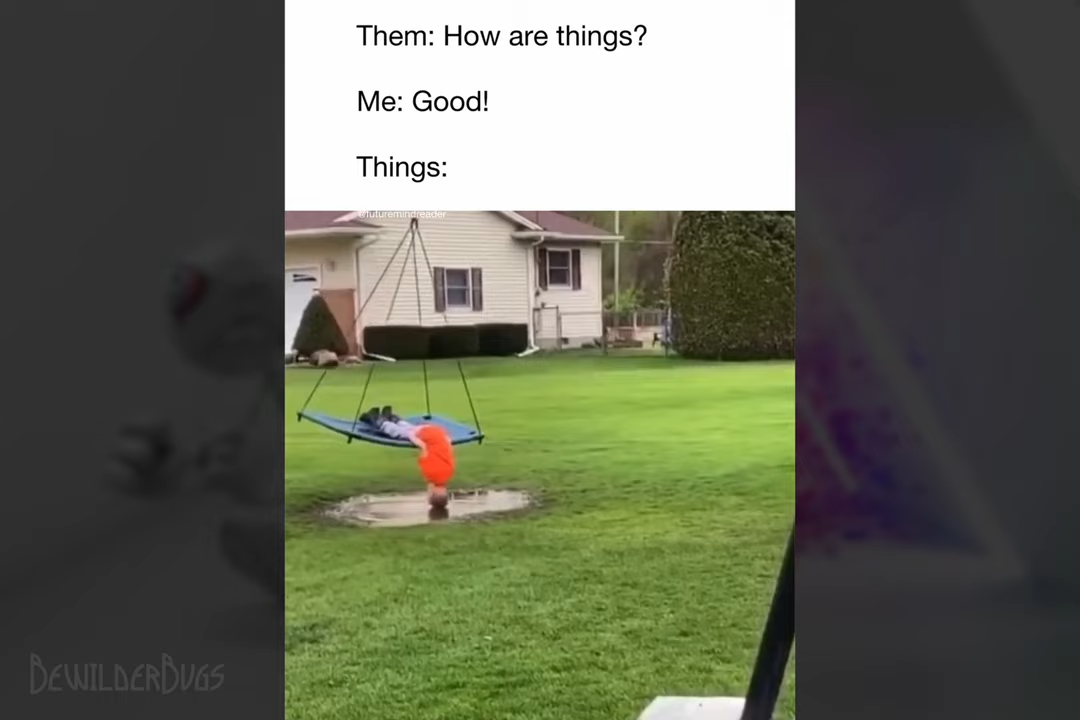 Them: How are things?
Me: Good!
Things:
@futuremindreader
BEWILDERBUGS